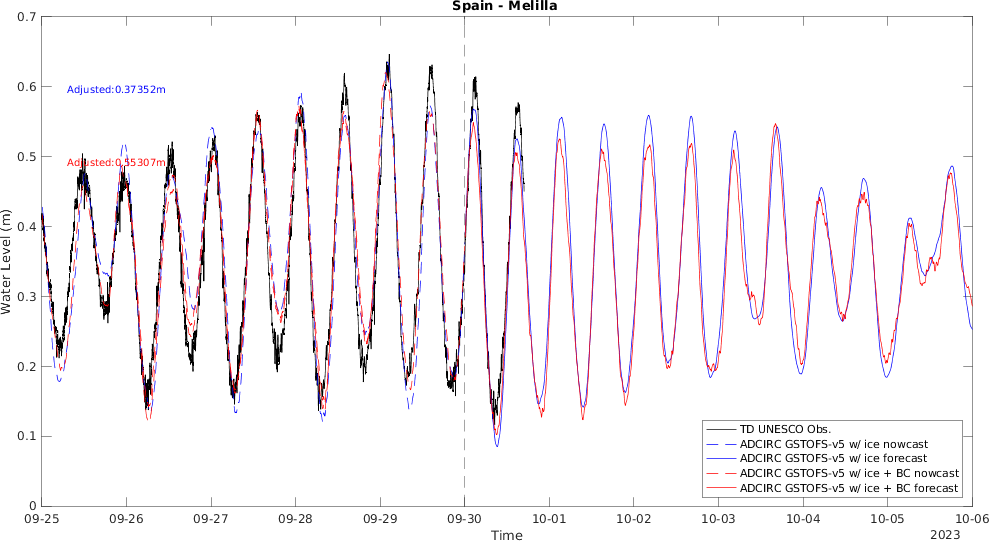 Spain - Melilla
0.7
0.6
0.5
0.4
0.3
0.2
0.1
0
Water Level (m)
Adjusted:0.37352m
Adjusted:0.55307m
TD UNESCO Obs.
ADCIRC GSTOFS-v5 w/ ice nowcast
ADCIRC GSTOFS-v5 w/ ice forecast
ADCIRC GSTOFS-v5 w/ ice + BC nowcast
ADCIRC GSTOFS-v5 w/ ice + BC forecast
09-25 09-26 09-27 09-28 09-29 09-30 10-01 10-02 10-03 10-04 10-05 10-06
Time
2023